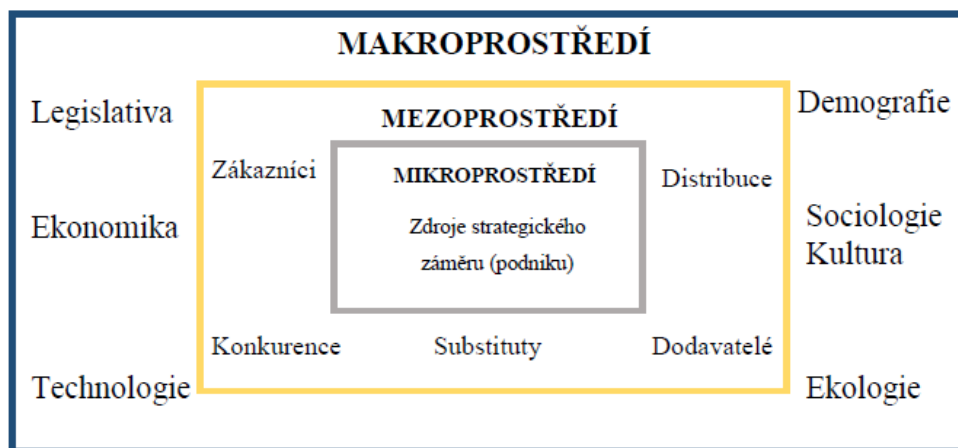 MAKROPROSTŘEDÍ
Legislativa
Demografie
MEZOPROSTŘEDÍ
Zákazníci
MIKROPROSTŘEDÍ
Distribuce
Ekonomika
Zdroje strategického
záměru (podniku)
Sociologie
Kultura
Konkurence
Substituty
Dodavatelé
Technologie
Ekologie